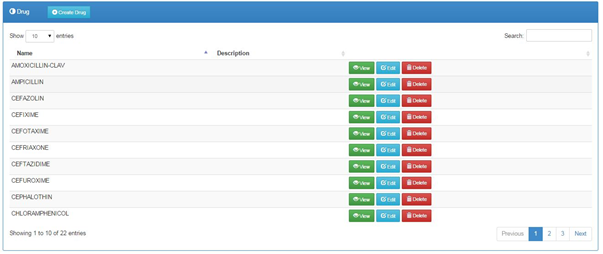 Drug Create Drug
Show 10 entries Search:
Name Description
AMOXICILLIN-CLAV View Edit Delete
AMPICILLIN View Edit Delete
CEFAZOLIN View Edit Delete
CEFIXIME View Edit Delete
CEFOTAXIME View Edit Delete
CEFRIAXONE View Edit Delete
CEFTAZIDIME View Edit Delete
CEFUROXIME View Edit Delete
CEPHALOTHIN View Edit Delete
CHLORAMPHENICOL View Edit Delete
Showing 1 to 10 of 22 entries Previous 1 2 3 Next